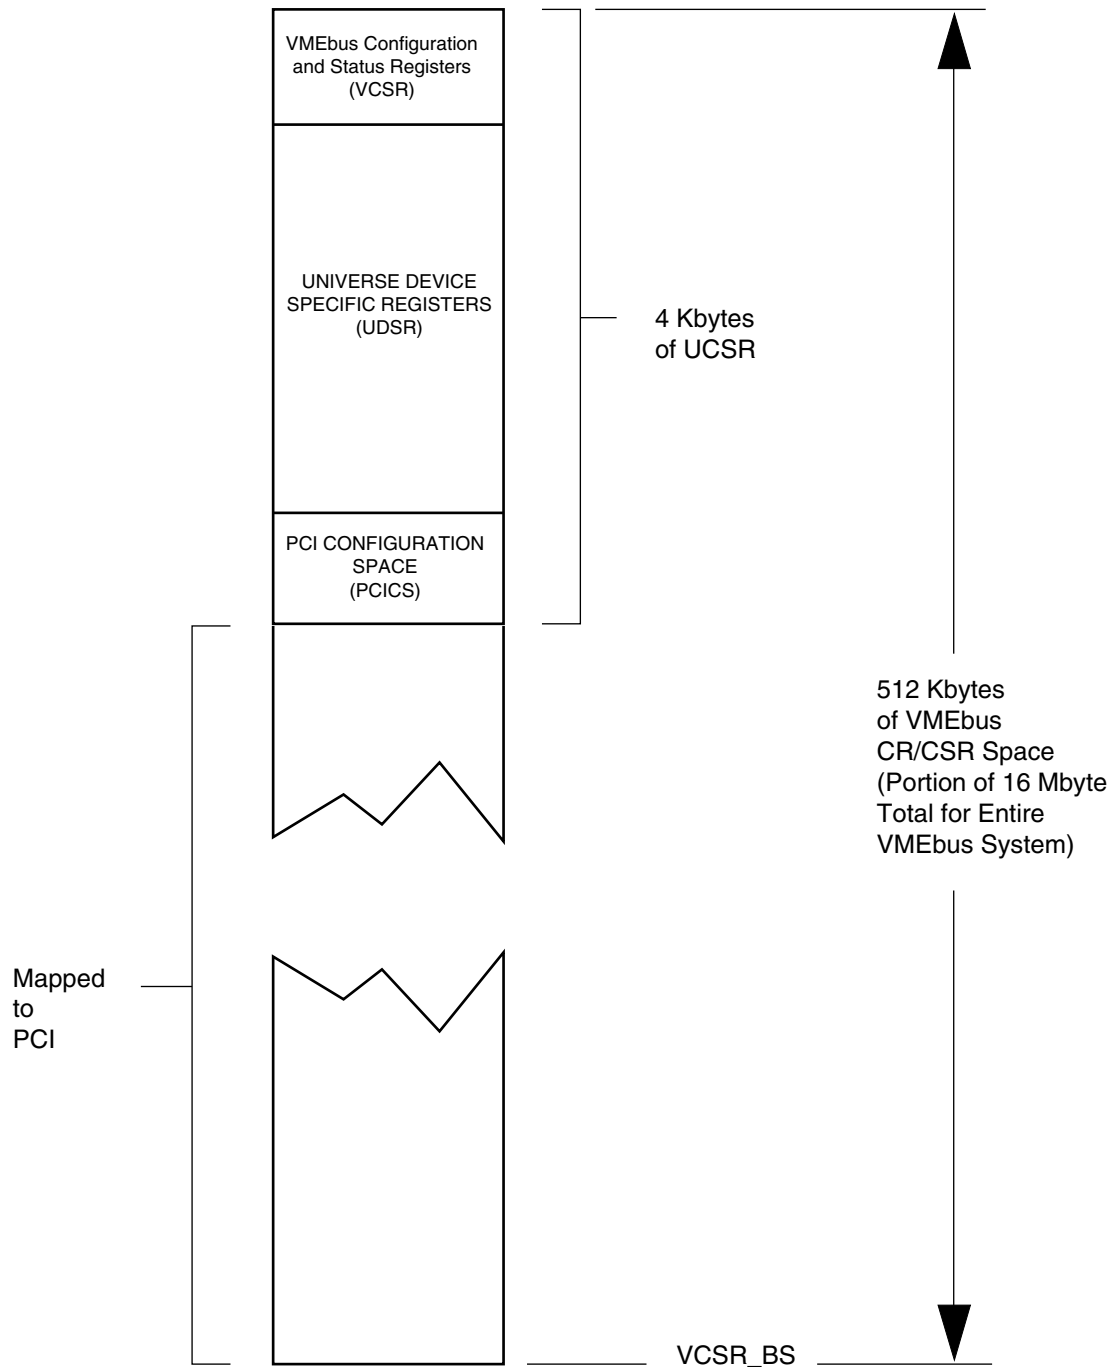 VMEbus Configuration
and Status Registers
(VCSR)
UNIVERSE DEVICE
SPECIFIC REGISTERS
(UDSR)
4 Kbytes
of UCSR
PCI CONFIGURATION
SPACE
(PCICS)
512 Kbytes
of VMEbus
CR/CSR Space
(Portion of 16 Mbyte
Total for Entire
VMEbus System)
Mapped
to
PCI
VCSR_BS